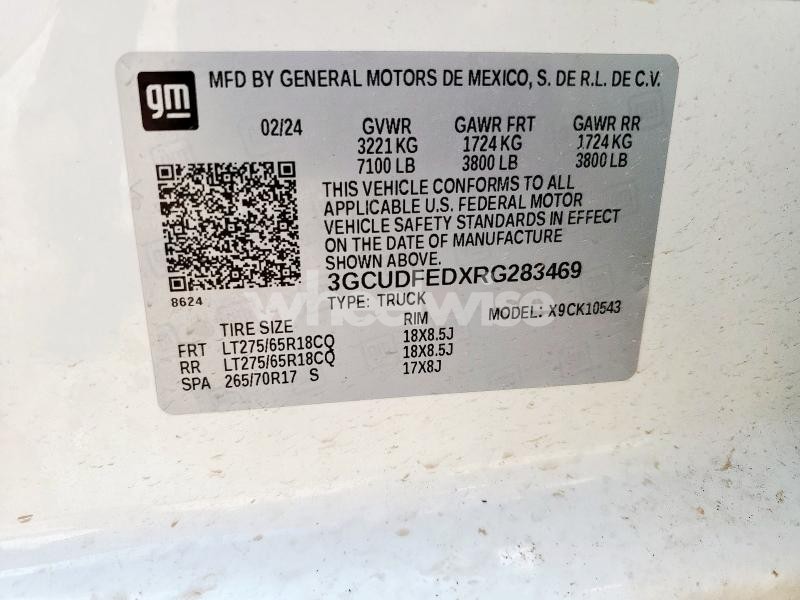 gm
MFD BY GENERAL MOTORS DE MEXICO, S. DE R.L. DE C.V.
02/24 GVWR GAWR FRT GAWR RR
3221 KG 1724 KG 1724 KG
7100 LB 3800 LB 3800 LB
THIS VEHICLE CONFORMS TO ALL
APPLICABLE U.S. FEDERAL MOTOR
VEHICLE SAFETY STANDARDS IN EFFECT
ON THE DATE OF MANUFACTURE
SHOWN ABOVE.
3GCUDFEDXRG283469
8624
TYPE: TRUCK MODEL: X9CK10543
wheelwise
TIRE SIZE RIM
FRT LT275/65R18CQ 18X8.5J
RR LT275/65R18CQ 18X8.5J
SPA 265/70R17 S 17X8J